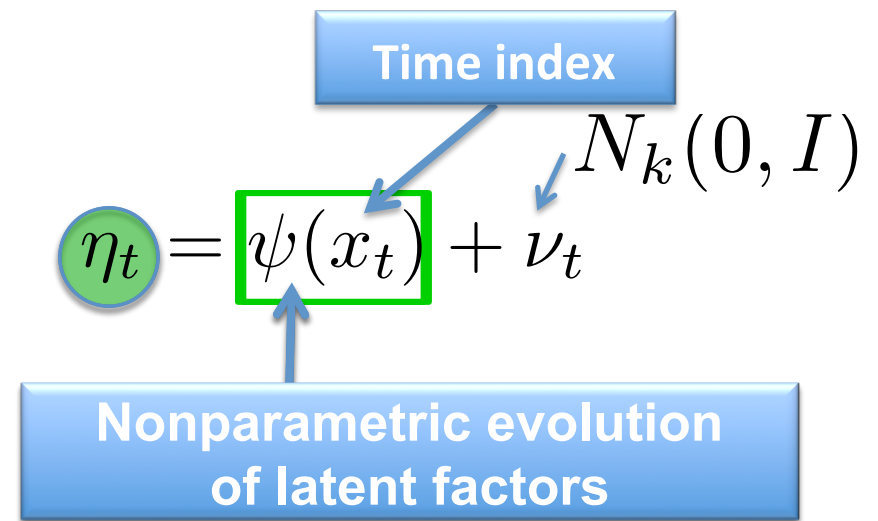 Time index
N_k(0, I)
η_t = ψ(x_t) + ν_t
Nonparametric evolution
of latent factors